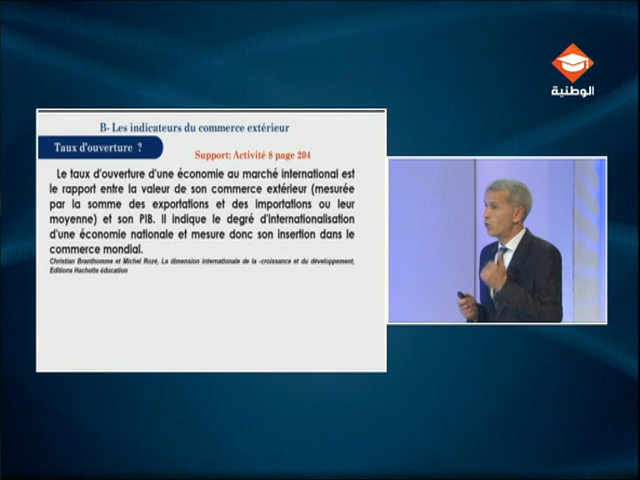 الوطنية
B- Les indicateurs du commerce extérieur
Taux d'ouverture ?
Support: Activité 8 page 204
Le taux d'ouverture d'une économie au marché international est
le rapport entre la valeur de son commerce extérieur (mesurée
par la somme des exportations et des importations ou leur
moyenne) et son PIB. Il indique le degré d'internationalisation
d'une économie nationale et mesure donc son insertion dans le
commerce mondial.
Christian Branthomme et Michel Rozé, La dimension internationale de la -croissance et du développement,
Editions Hachette éducation